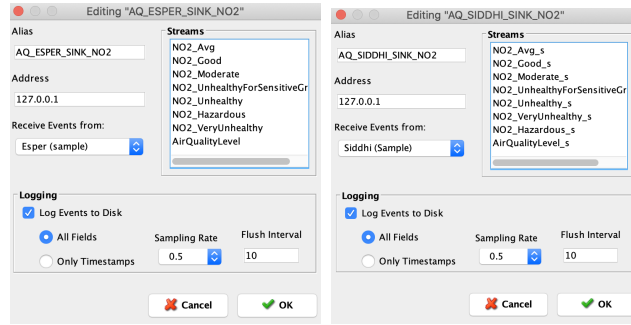 Editing "AQ_ESPER_SINK_NO2"
Alias
AQ_ESPER_SINK_NO2
Address
127.0.0.1
Receive Events from:
Esper (sample)
Streams
NO2_Avg
NO2_Good
NO2_Moderate
NO2_UnhealthyForSensitiveGr
NO2_Unhealthy
NO2_Hazardous
NO2_VeryUnhealthy
AirQualityLevel
Logging
Log Events to Disk
All Fields
Only Timestamps
Sampling Rate
0.5
Flush Interval
10
Cancel
OK
Editing "AQ_SIDDHI_SINK_NO2"
Alias
AQ_SIDDHI_SINK_NO2
Address
127.0.0.1
Receive Events from:
Siddhi (Sample)
Streams
NO2_Avg_s
NO2_Good_s
NO2_Moderate_s
NO2_UnhealthyForSensitiveGr
NO2_Unhealthy_s
NO2_VeryUnhealthy_s
NO2_Hazardous_s
AirQualityLevel_s
Logging
Log Events to Disk
All Fields
Only Timestamps
Sampling Rate
0.5
Flush Interval
10
Cancel
OK